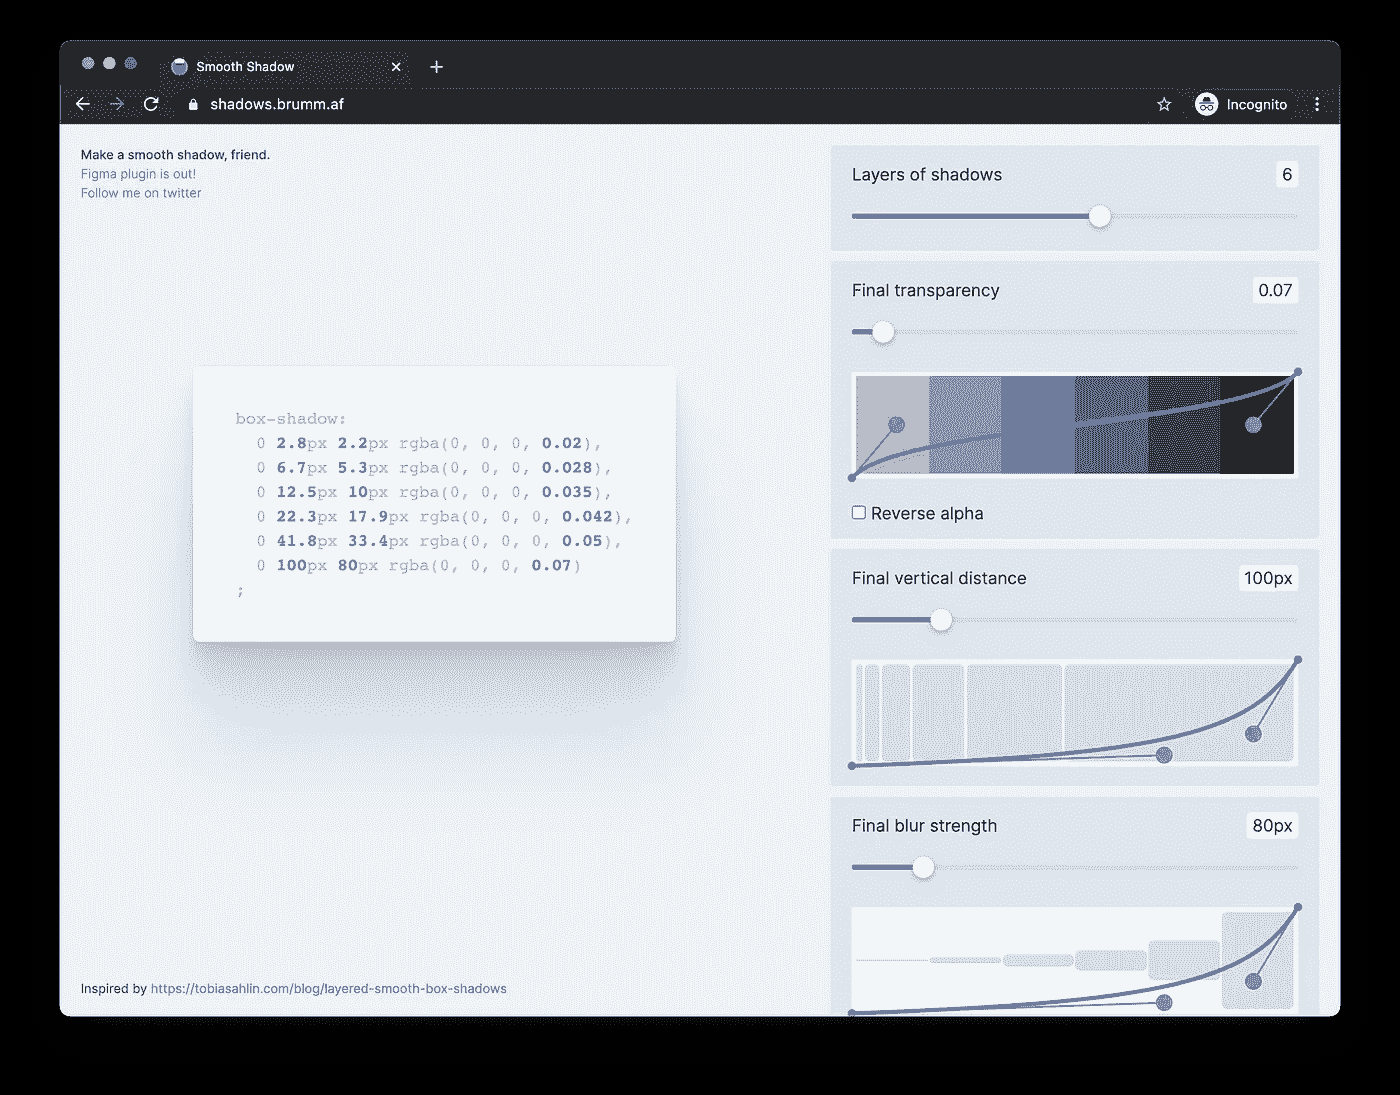 Smooth Shadow
shadows.brumm.af
Incognito
Make a smooth shadow, friend.
Figma plugin is out!
Follow me on twitter
box-shadow:
0 2.8px 2.2px rgba(0, 0, 0, 0.02),
0 6.7px 5.3px rgba(0, 0, 0, 0.028),
0 12.5px 10px rgba(0, 0, 0, 0.035),
0 22.3px 17.9px rgba(0, 0, 0, 0.042),
0 41.8px 33.4px rgba(0, 0, 0, 0.05),
0 100px 80px rgba(0, 0, 0, 0.07)
;
Inspired by https://tobiasahlin.com/blog/layered-smooth-box-shadows
Layers of shadows 6
Final transparency 0.07
Reverse alpha
Final vertical distance 100px
Final blur strength 80px